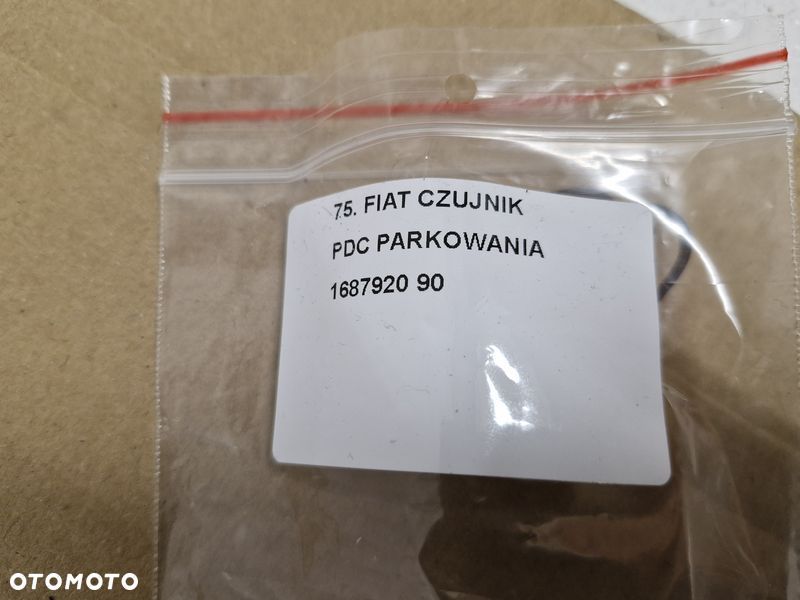 75. FIAT CZUJNIK
PDC PARKOWANIA
1687920 90
OTOMOTO